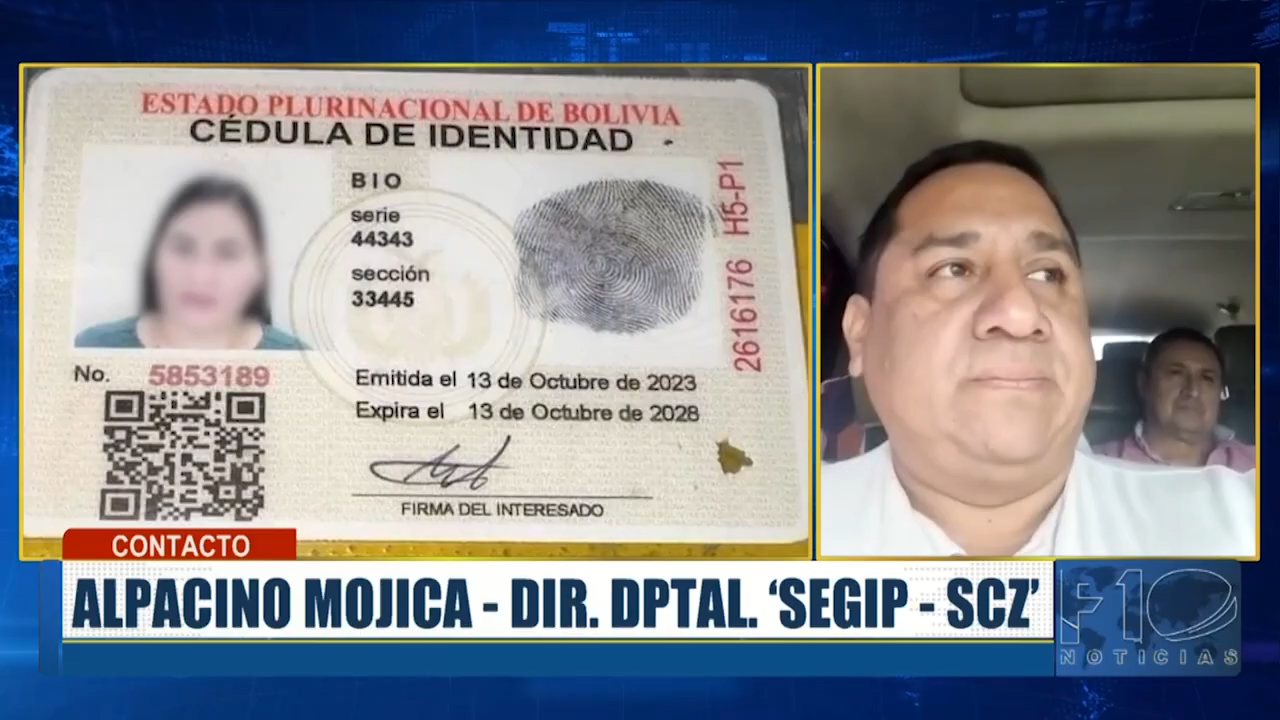 ESTADO PLURINACIONAL DE BOLIVIA
CÉDULA DE IDENTIDAD
BIO
serie
44343
sección
33445
2616176 H5-P1
No. 5853189
Emitida el 13 de Octubre de 2023
Expira el 13 de Octubre de 2028
FIRMA DEL INTERESADO
CONTACTO
ALPACINO MOJICA - DIR. DPTAL. ‘SEGIP - SCZ’
F10
NOTICIAS